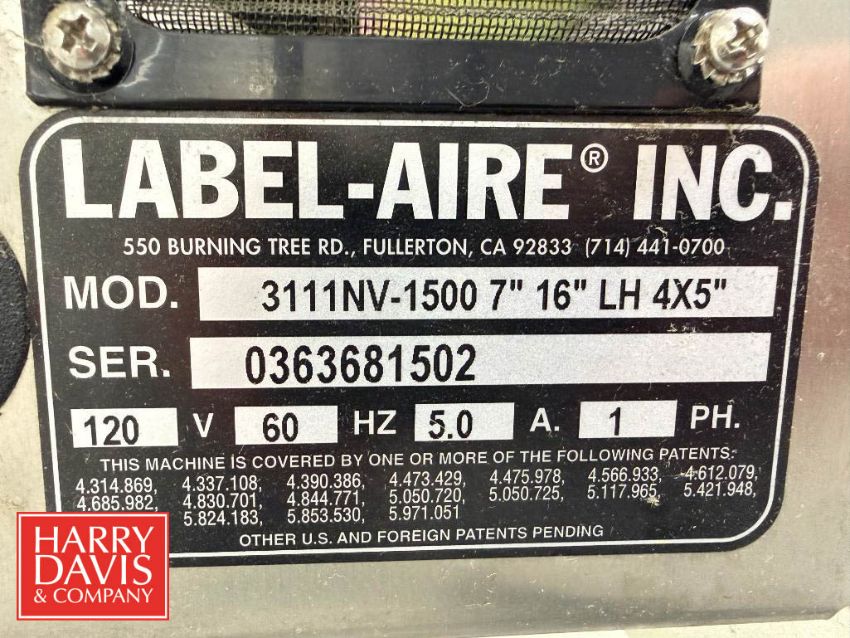 LABEL-AIRE® INC.
550 BURNING TREE RD., FULLERTON, CA 92833 (714) 441-0700
MOD. 3111NV-1500 7" 16" LH 4X5"
SER. 0363681502
120 V 60 HZ 5.0 A. 1 PH.
THIS MACHINE IS COVERED BY ONE OR MORE OF THE FOLLOWING PATENTS:
4.314.869, 4.337.108, 4.390.386, 4.473.429, 4.475.978, 4.566.933, 4.612.079,
4.685.982, 4.830.701, 4.844.771, 5.050.720, 5.050.725, 5.117.965, 5.421.948,
5.824.183, 5.853.530, 5.971.051
OTHER U.S. AND FOREIGN PATENTS PENDING
HARRY
DAVIS
& COMPANY